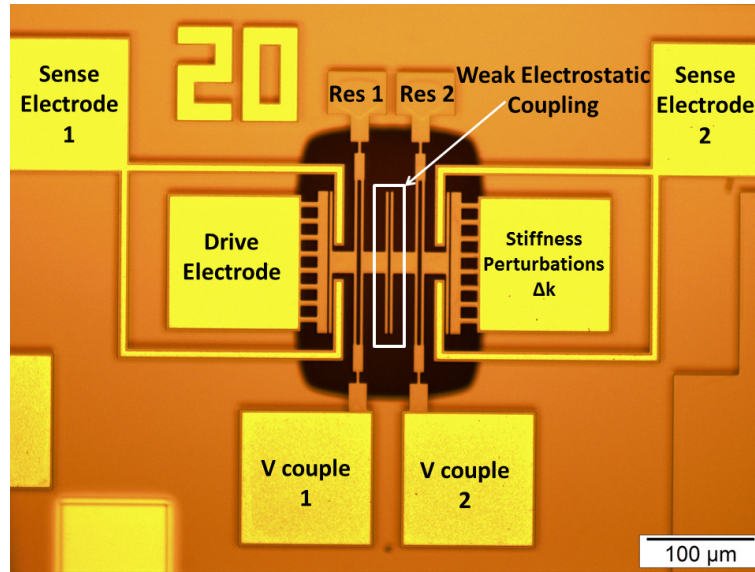 Sense
Electrode
1
20
Res 1
Res 2
Weak Electrostatic
Coupling
Sense
Electrode
2
Drive
Electrode
Stiffness
Perturbations
Δk
V couple
1
V couple
2
100 µm